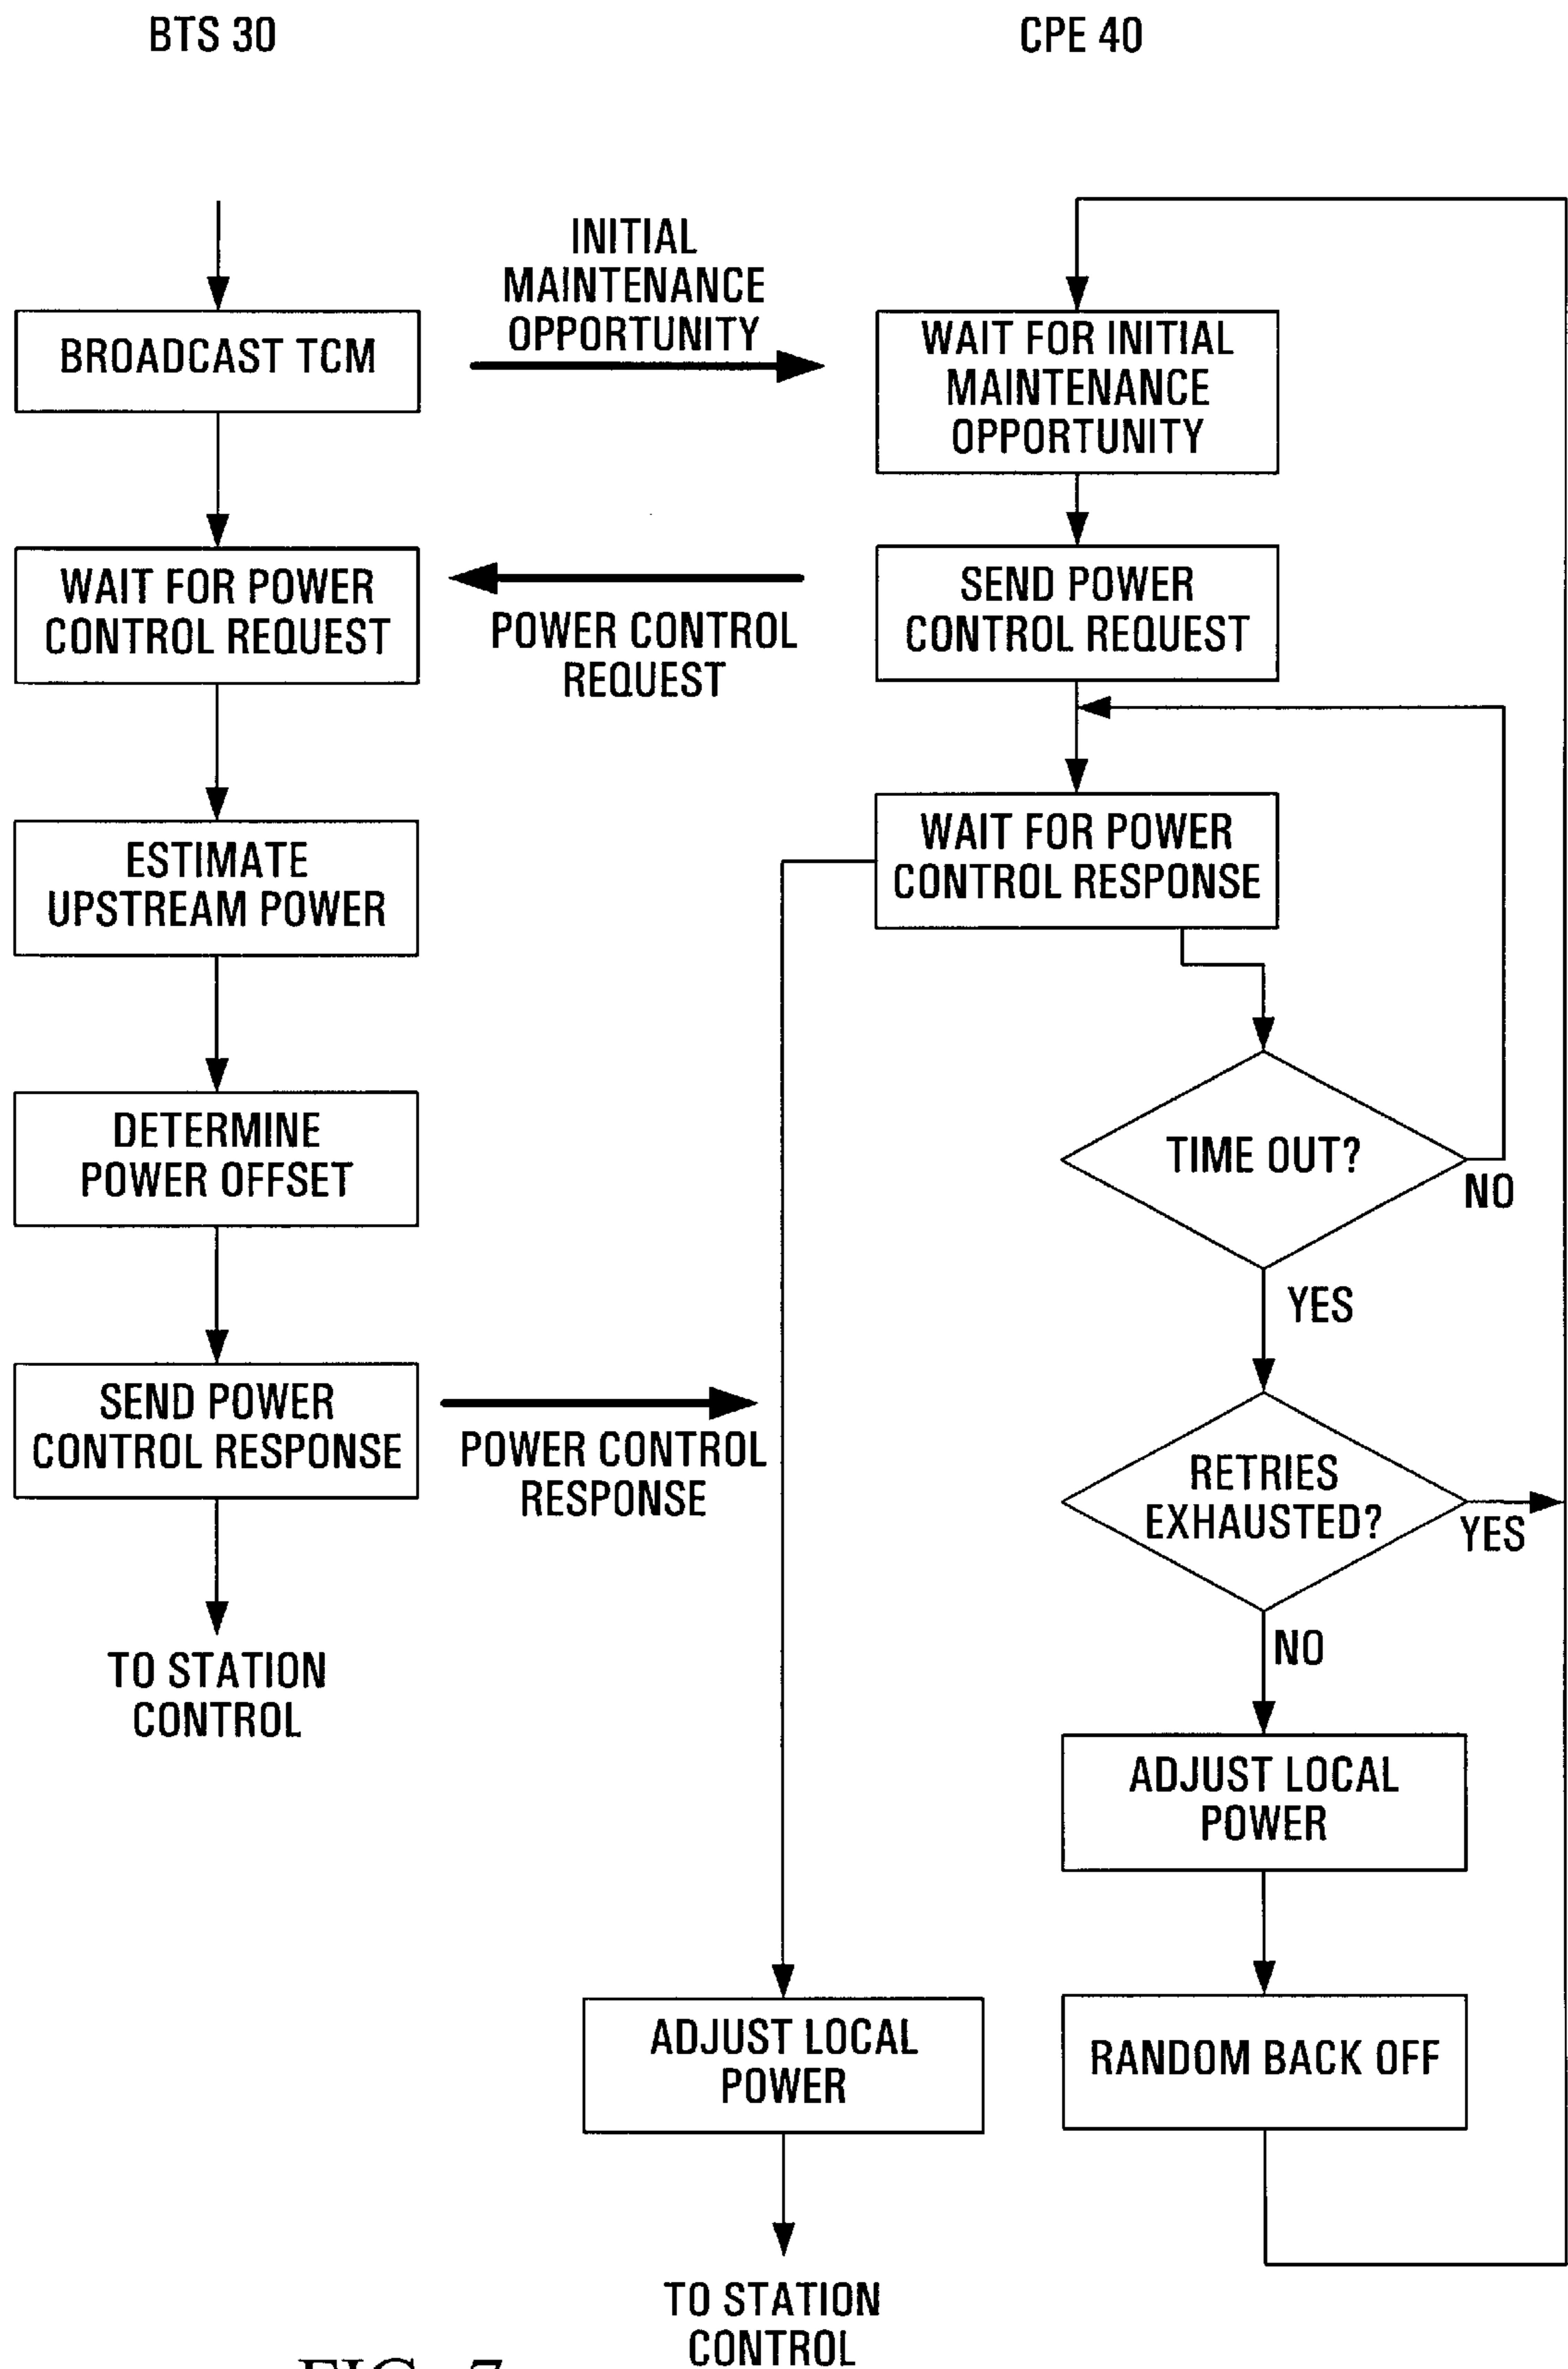 BTS 30
CPE 40
INITIAL
MAINTENANCE
OPPORTUNITY
BROADCAST TCM
WAIT FOR INITIAL
MAINTENANCE
OPPORTUNITY
WAIT FOR POWER
CONTROL REQUEST
POWER CONTROL
REQUEST
SEND POWER
CONTROL REQUEST
WAIT FOR POWER
CONTROL RESPONSE
ESTIMATE
UPSTREAM POWER
DETERMINE
POWER OFFSET
TIME OUT?
NO
YES
SEND POWER
CONTROL RESPONSE
POWER CONTROL
RESPONSE
RETRIES
EXHAUSTED?
YES
NO
TO STATION
CONTROL
ADJUST LOCAL
POWER
ADJUST LOCAL
POWER
RANDOM BACK OFF
TO STATION
CONTROL
FIG. 7